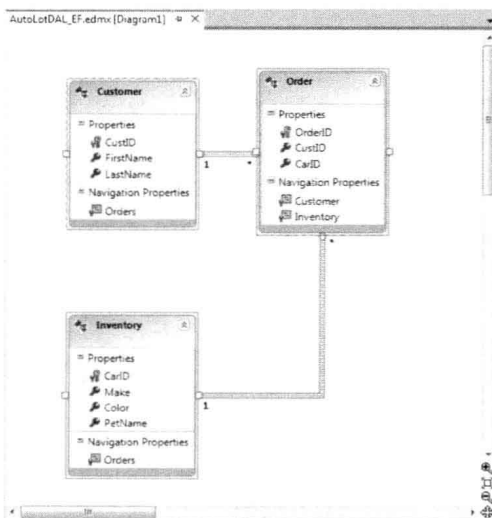 AutoLotDAL_EF.edmx [Diagram1]
Customer
Properties
CustID
FirstName
LastName
Navigation Properties
Orders
1
*
Order
Properties
OrderID
CustID
CarID
Navigation Properties
Customer
Inventory
*
Inventory
Properties
CarID
Make
Color
PetName
Navigation Properties
Orders
1